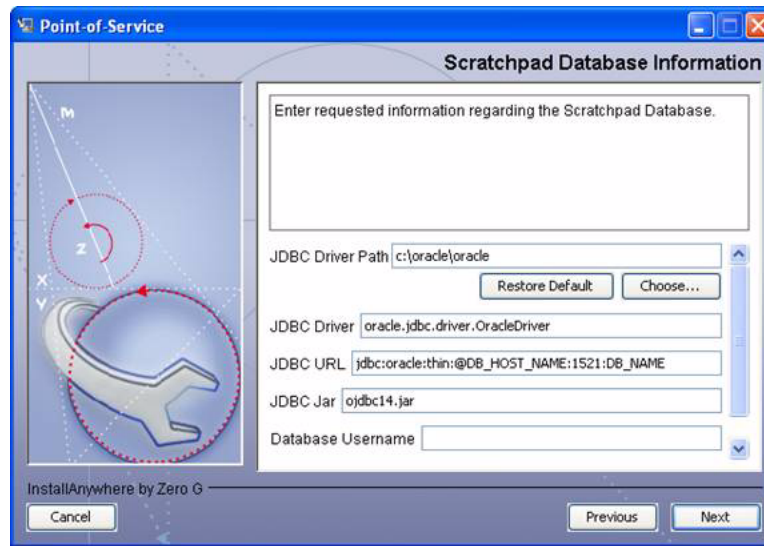 Point-of-Service
Scratchpad Database Information
Enter requested information regarding the Scratchpad Database.
M
Z
X
Y
JDBC Driver Path c:\oracle\oracle
Restore Default Choose...
JDBC Driver oracle.jdbc.driver.OracleDriver
JDBC URL jdbc:oracle:thin:@DB_HOST_NAME:1521:DB_NAME
JDBC Jar ojdbc14.jar
Database Username
InstallAnywhere by Zero G
Cancel Previous Next